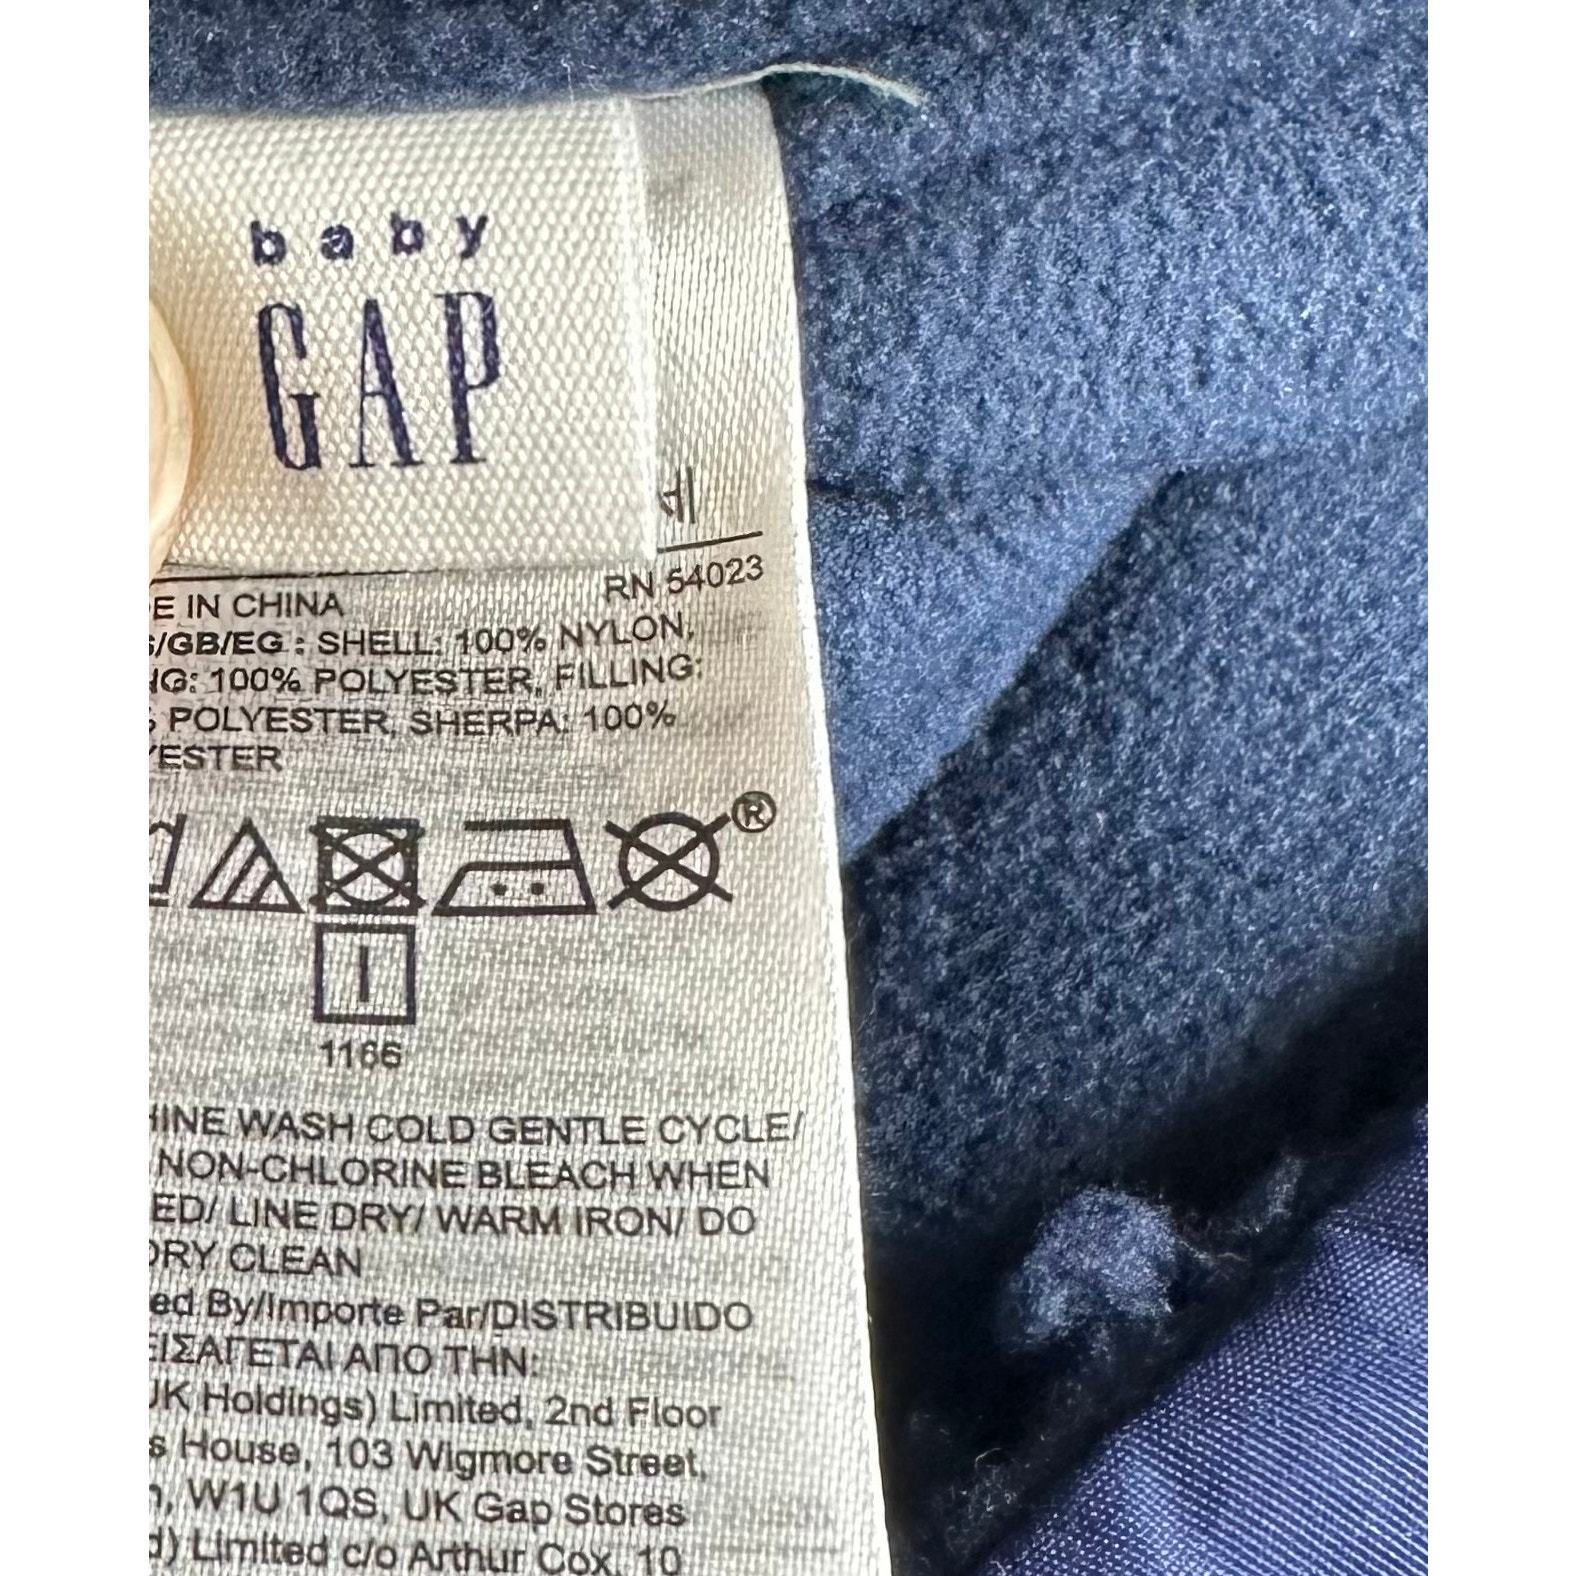 baby
GAP
RN 54023
E IN CHINA
/GB/EG : SHELL: 100% NYLON,
NG: 100% POLYESTER, FILLING:
POLYESTER, SHERPA: 100%
ESTER
®
1166
HINE WASH COLD GENTLE CYCLE/
NON-CHLORINE BLEACH WHEN
ED/ LINE DRY/ WARM IRON/ DO
DRY CLEAN
ed By/Importe Par/DISTRIBUIDO
ΕΙΣΑΓΕΤΑΙ ΑΠΟ ΤΗΝ:
UK Holdings) Limited, 2nd Floor
s House, 103 Wigmore Street,
n, W1U 1QS, UK Gap Stores
d) Limited c/o Arthur Cox, 10